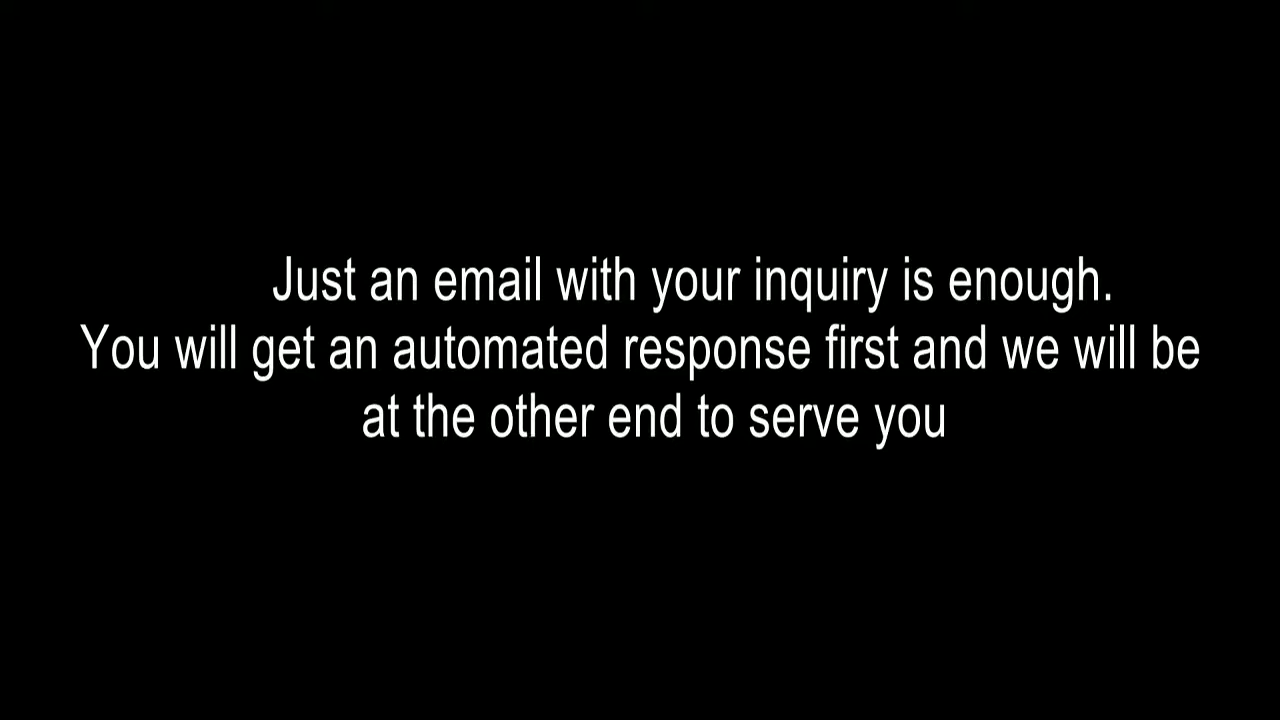 Just an email with your inquiry is enough.
You will get an automated response first and we will be
at the other end to serve you